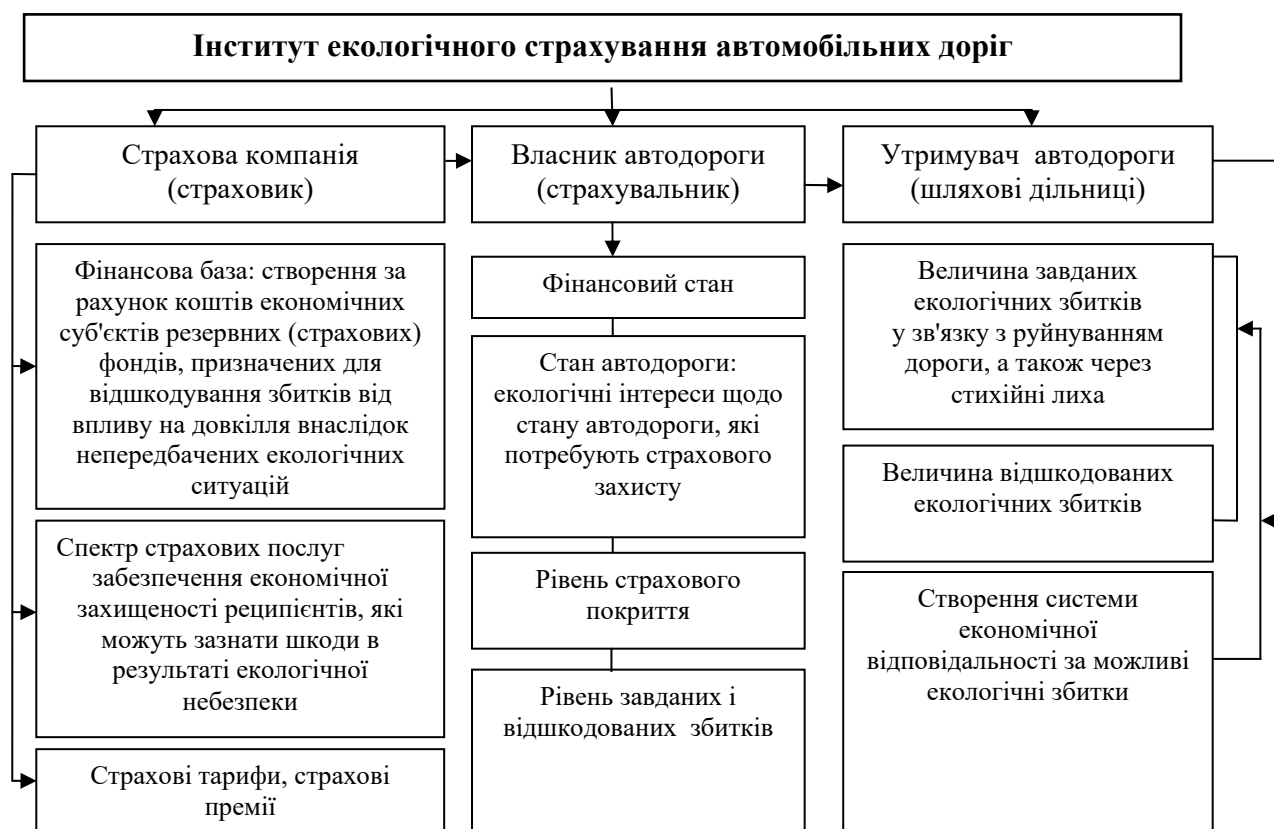 Інститут екологічного страхування автомобільних доріг
Страхова компанія
(страховик)
Власник автодороги
(страхувальник)
Утримувач автодороги
(шляхові дільниці)
Фінансова база: створення за
рахунок коштів економічних
суб'єктів резервних (страхових)
фондів, призначених для
відшкодування збитків від
впливу на довкілля внаслідок
непередбачених екологічних
ситуацій
Спектр страхових послуг
забезпечення економічної
захищеності реципієнтів, які
можуть зазнати шкоди в
результаті екологічної
небезпеки
Страхові тарифи, страхові
премії
Фінансовий стан
Стан автодороги:
екологічні інтереси щодо
стану автодороги, які
потребують страхового
захисту
Рівень страхового
покриття
Рівень завданих і
відшкодованих збитків
Величина завданих
екологічних збитків
у зв'язку з руйнуванням
дороги, а також через
стихійні лиха
Величина відшкодованих
екологічних збитків
Створення системи
економічної
відповідальності за можливі
екологічні збитки